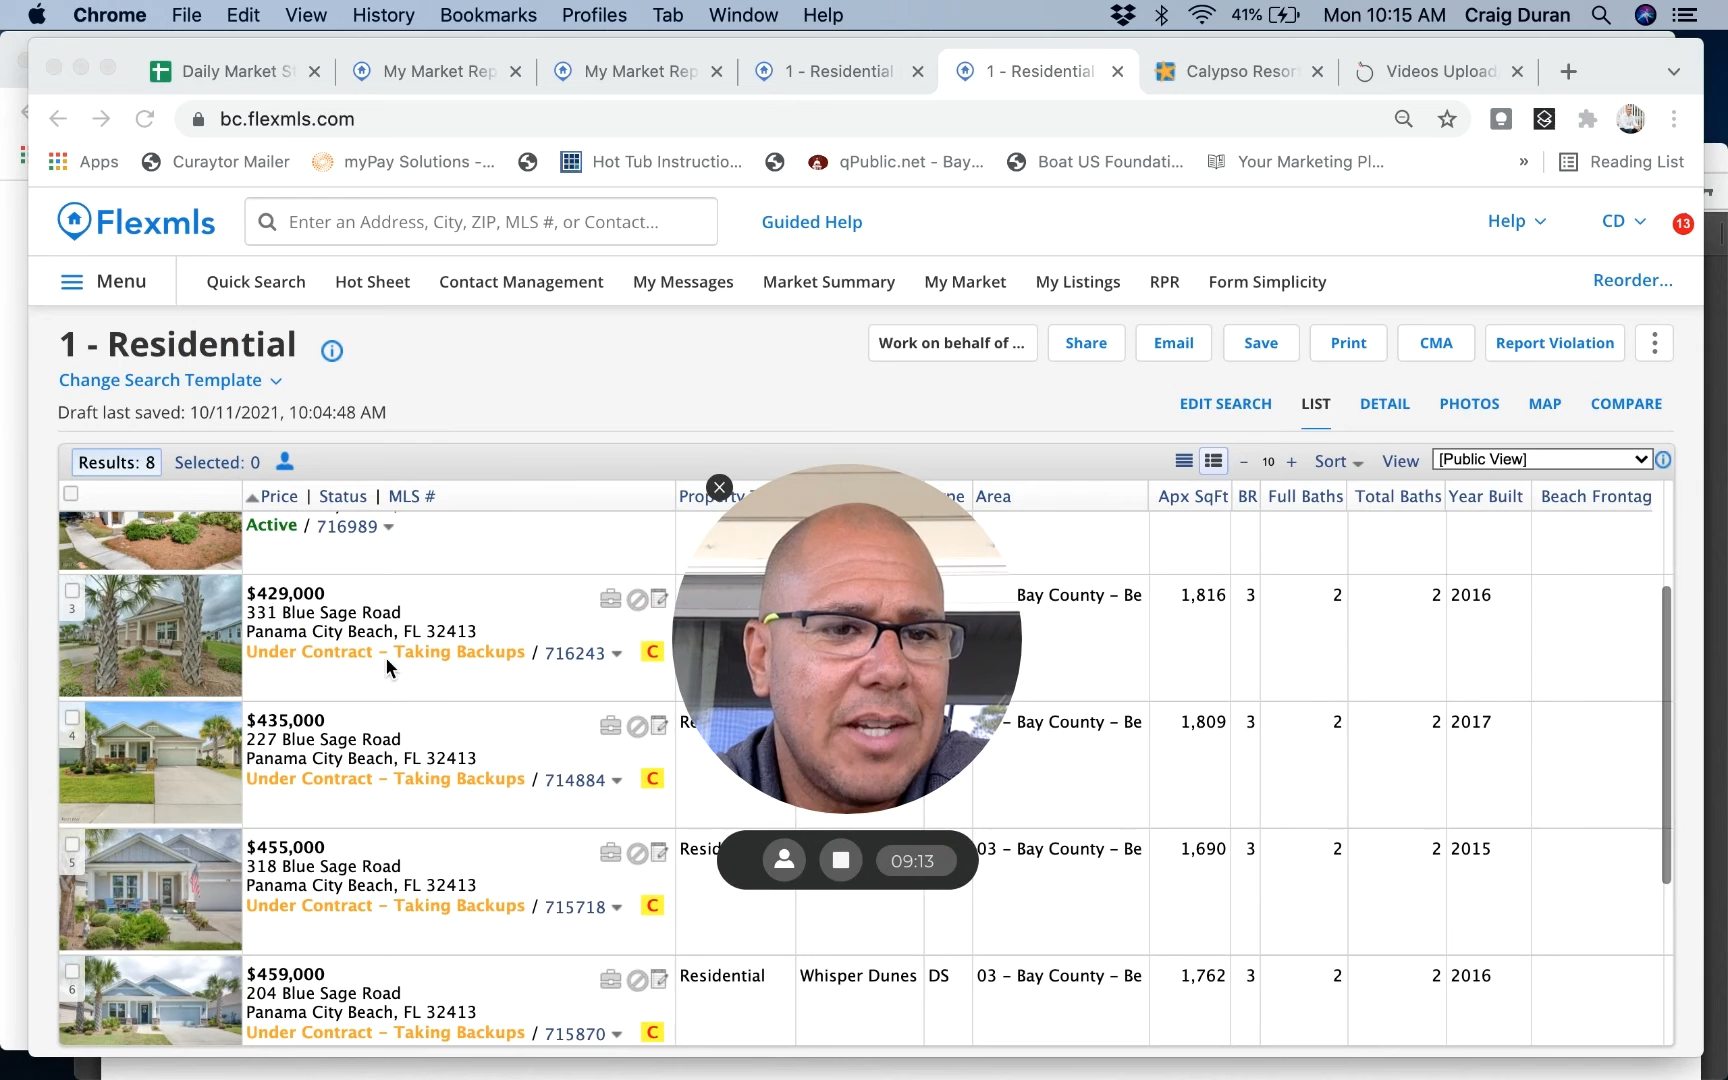 Chrome File Edit View History Bookmarks Profiles Tab Window Help 41% Mon 10:15 AM Craig Duran
Daily Market St My Market Rep My Market Rep 1 - Residential 1 - Residential Calypso Resor Videos Upload
bc.flexmls.com
Apps Curaytor Mailer myPay Solutions -... Hot Tub Instructio... qPublic.net - Bay... Boat US Foundati... Your Marketing Pl... » Reading List
Flexmls Enter an Address, City, ZIP, MLS #, or Contact... Guided Help Help CD 13
Menu Quick Search Hot Sheet Contact Management My Messages Market Summary My Market My Listings RPR Form Simplicity Reorder...
1 - Residential
Work on behalf of ... Share Email Save Print CMA Report Violation
Change Search Template
Draft last saved: 10/11/2021, 10:04:48 AM
EDIT SEARCH LIST DETAIL PHOTOS MAP COMPARE
Results: 8 Selected: 0 - 10 + Sort View [Public View]
Price | Status | MLS # Area Apx SqFt BR Full Baths Total Baths Year Built Beach Frontag
Active / 716989
3 $429,000 Bay County - Be 1,816 3 2 2 2016
331 Blue Sage Road
Panama City Beach, FL 32413
Under Contract - Taking Backups / 716243 C
4 $435,000 Re - Bay County - Be 1,809 3 2 2 2017
227 Blue Sage Road
Panama City Beach, FL 32413
Under Contract - Taking Backups / 714884 C
5 $455,000 Resid 03 - Bay County - Be 1,690 3 2 2 2015
318 Blue Sage Road
Panama City Beach, FL 32413
Under Contract - Taking Backups / 715718 C
09:13
6 $459,000 Residential Whisper Dunes DS 03 - Bay County - Be 1,762 3 2 2 2016
204 Blue Sage Road
Panama City Beach, FL 32413
Under Contract - Taking Backups / 715870 C